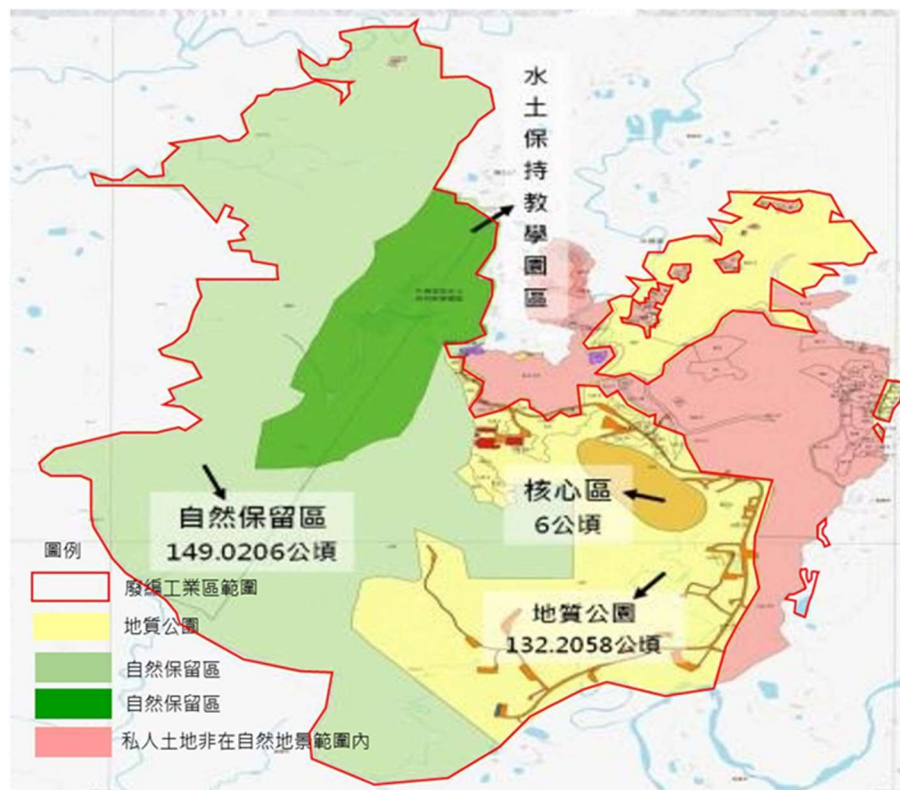 水土保持教學園區
自然保留區
149.0206公頃
核心區
6公頃
地質公園
132.2058公頃
圖例
廢編工業區範圍
地質公園
自然保留區
自然保留區
私人土地非在自然地景範圍內